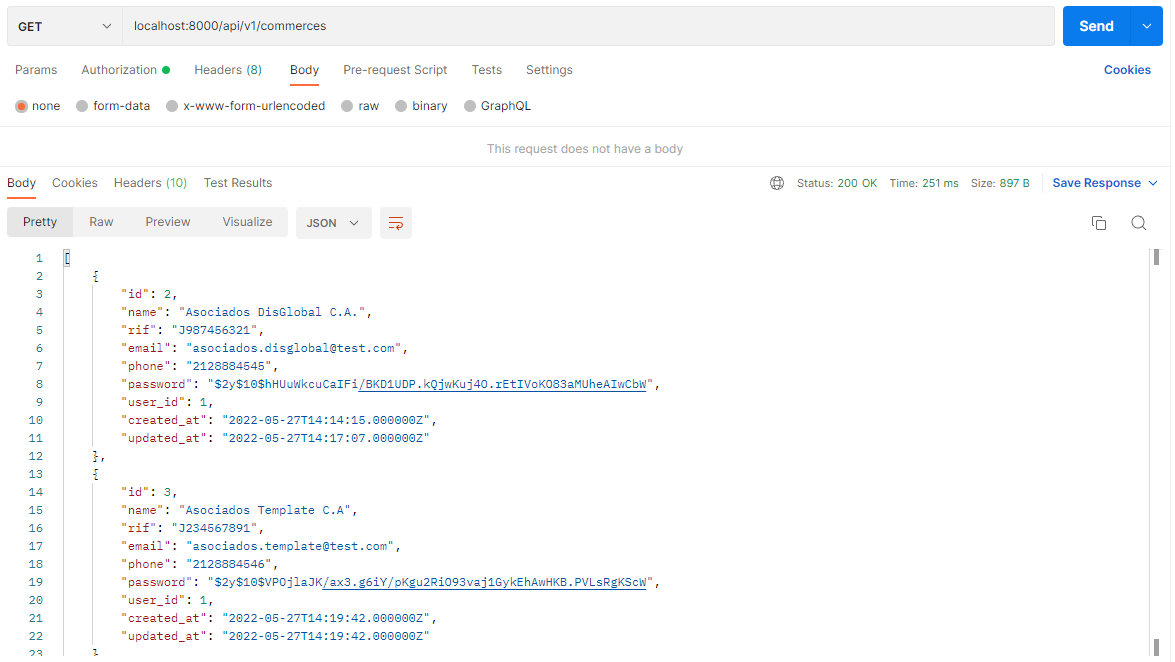 GET localhost:8000/api/v1/commerces Send
Params Authorization Headers (8) Body Pre-request Script Tests Settings Cookies
none form-data x-www-form-urlencoded raw binary GraphQL
This request does not have a body
Body Cookies Headers (10) Test Results Status: 200 OK Time: 251 ms Size: 897 B Save Response
Pretty Raw Preview Visualize JSON
1 [
2 {
3 "id": 2,
4 "name": "Asociados DisGlobal C.A.",
5 "rif": "J987456321",
6 "email": "asociados.disglobal@test.com",
7 "phone": "2128884545",
8 "password": "$2y$10$hHUuWkcuCaIFi/BKD1UDP.kQjwKuj4O.rEtIVoKO83aMUheAIwCbW",
9 "user_id": 1,
10 "created_at": "2022-05-27T14:14:15.000000Z",
11 "updated_at": "2022-05-27T14:17:07.000000Z"
12 },
13 {
14 "id": 3,
15 "name": "Asociados Template C.A",
16 "rif": "J234567891",
17 "email": "asociados.template@test.com",
18 "phone": "2128884546",
19 "password": "$2y$10$VPOjlaJK/ax3.g6iY/pKgu2RiO93vaj1GykEhAwHKB.PVLsRgKScW",
20 "user_id": 1,
21 "created_at": "2022-05-27T14:19:42.000000Z",
22 "updated_at": "2022-05-27T14:19:42.000000Z"
23 }